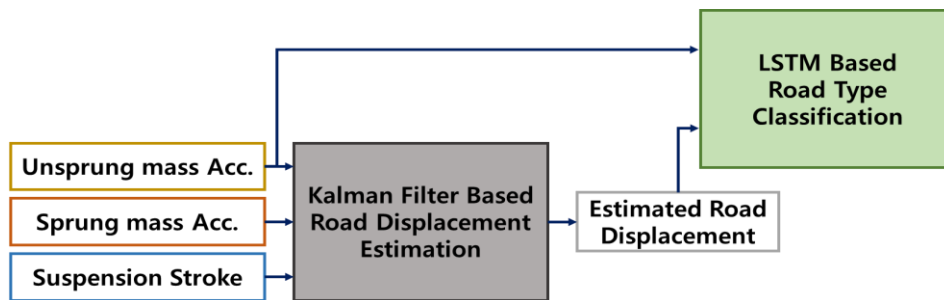 LSTM Based
Road Type
Classification
Unsprung mass Acc.
Sprung mass Acc.
Suspension Stroke
Kalman Filter Based
Road Displacement
Estimation
Estimated Road
Displacement